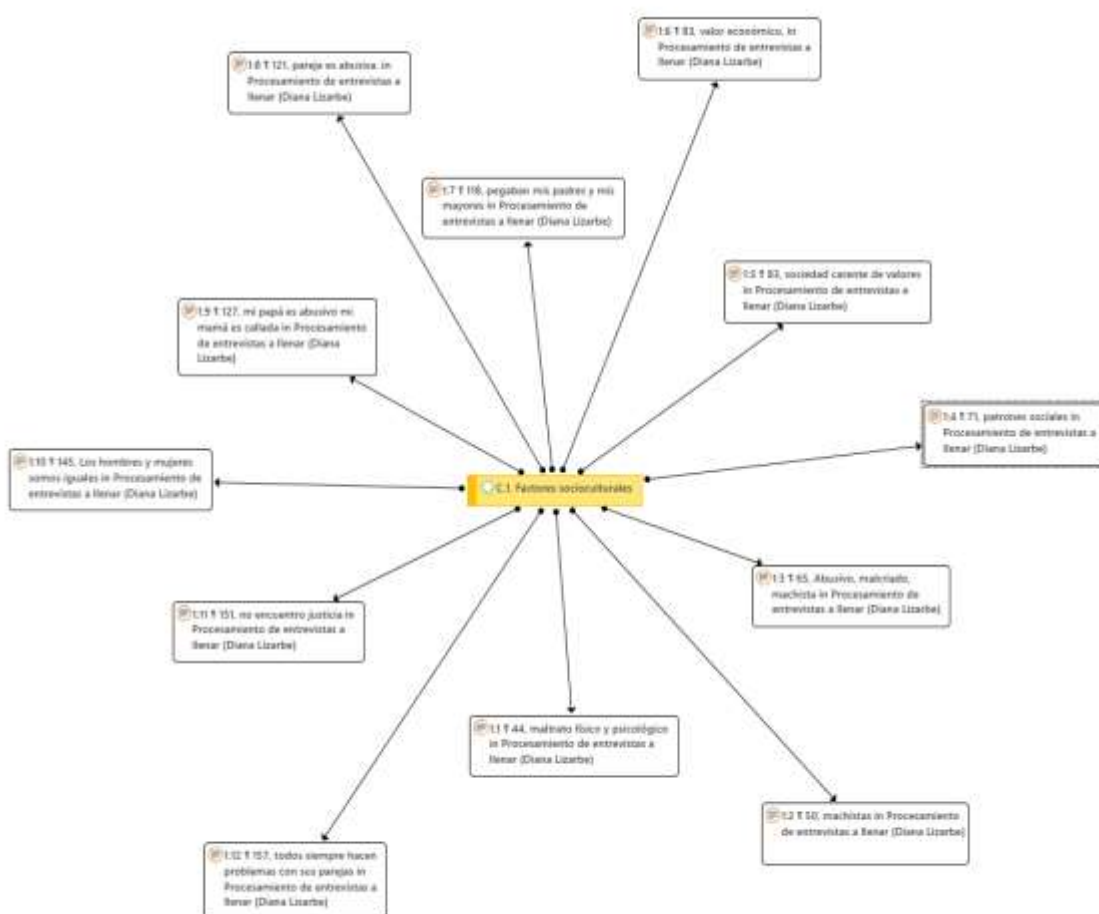 1:6 ¶ 83, valor económico, in
Procesamiento de entrevistas a
llenar (Diana Lizarbe)
1:8 ¶ 121, pareja es abusiva. in
Procesamiento de entrevistas a
llenar (Diana Lizarbe)
1:7 ¶ 118, pegaban mis padres y mis
mayores in Procesamiento de
entrevistas a llenar (Diana Lizarbe)
1:5 ¶ 83, sociedad carente de valores
in Procesamiento de entrevistas a
llenar (Diana Lizarbe)
1:9 ¶ 127, mi papá es abusivo mi
mamá es callada in Procesamiento
de entrevistas a llenar (Diana
Lizarbe)
1:4 ¶ 71, patrones sociales in
Procesamiento de entrevistas a
llenar (Diana Lizarbe)
1:10 ¶ 145, Los hombres y mujeres
somos iguales in Procesamiento de
entrevistas a llenar (Diana Lizarbe)
C.1. Factores socioculturales
1:3 ¶ 65, Abusivo, malcriado,
machista in Procesamiento de
entrevistas a llenar (Diana Lizarbe)
1:11 ¶ 151, no encuentro justicia in
Procesamiento de entrevistas a
llenar (Diana Lizarbe)
1:1 ¶ 44, maltrato físico y psicológico
in Procesamiento de entrevistas a
llenar (Diana Lizarbe)
1:2 ¶ 50, machistas in Procesamiento
de entrevistas a llenar (Diana Lizarbe)
1:12 ¶ 157, todos siempre hacen
problemas con sus parejas in
Procesamiento de entrevistas a
llenar (Diana Lizarbe)